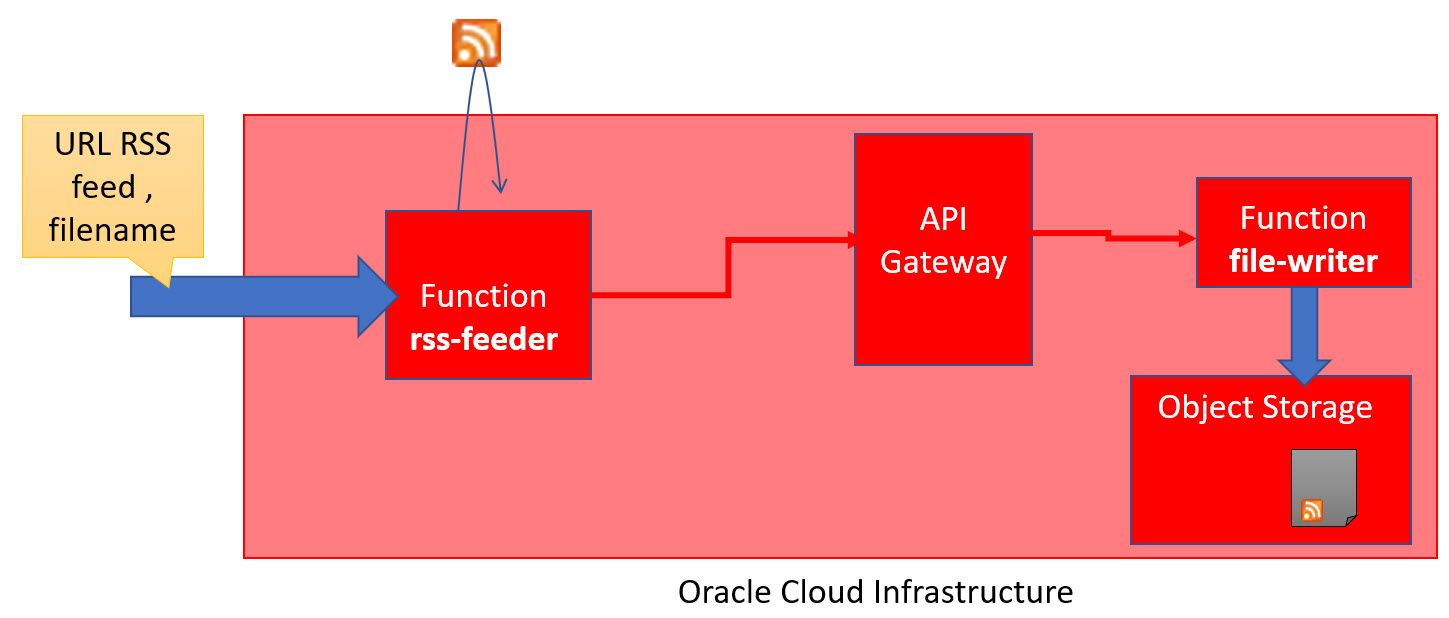 URL RSS
feed ,
filename
Function
rss-feeder
API
Gateway
Function
file-writer
Object Storage
Oracle Cloud Infrastructure